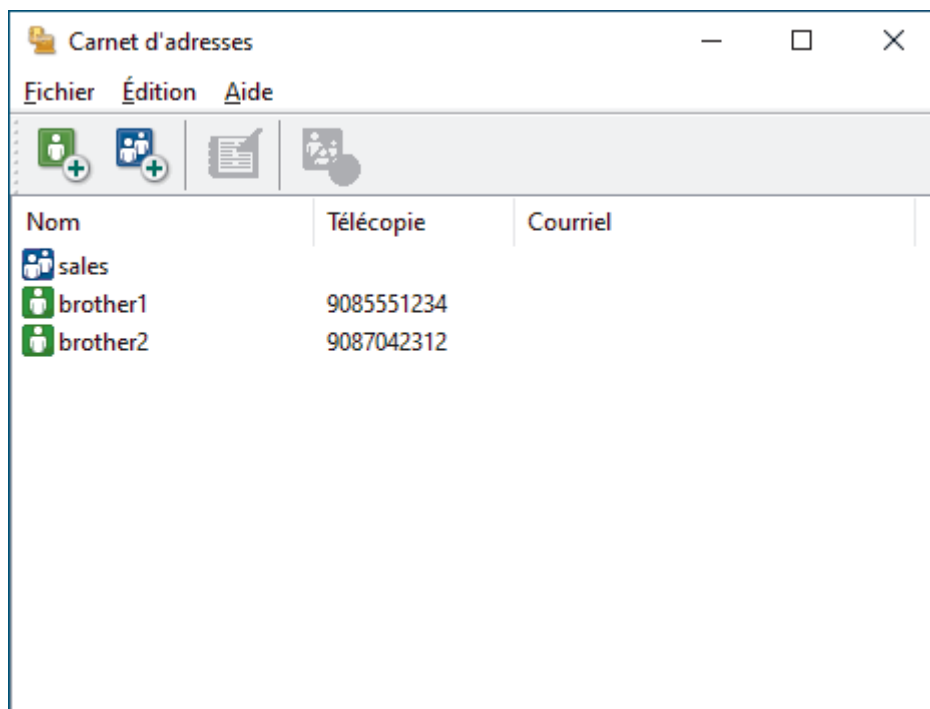 Carnet d'adresses
Fichier Édition Aide
Nom Télécopie Courriel
sales
brother1 9085551234
brother2 9087042312